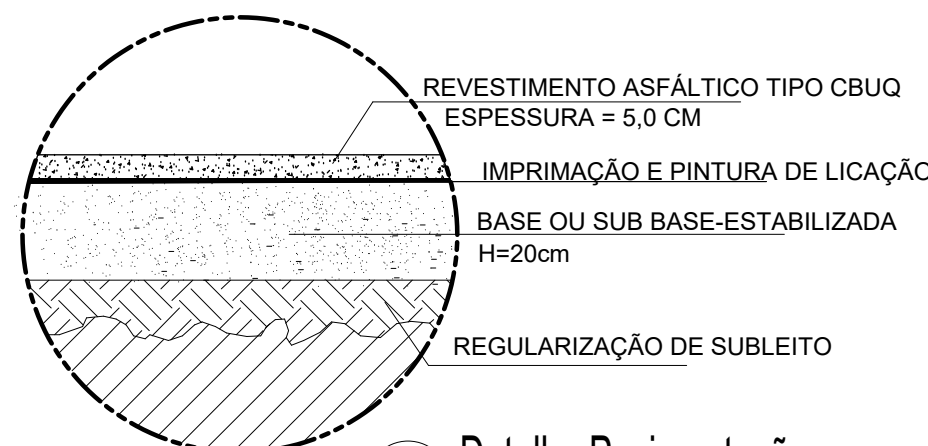 REVESTIMENTO ASFÁLTICO TIPO CBUQ
ESPESSURA = 5,0 CM
IMPRIMAÇÃO E PINTURA DE LICAÇÃO
BASE OU SUB BASE-ESTABILIZADA
H=20cm
REGULARIZAÇÃO DE SUBLEITO